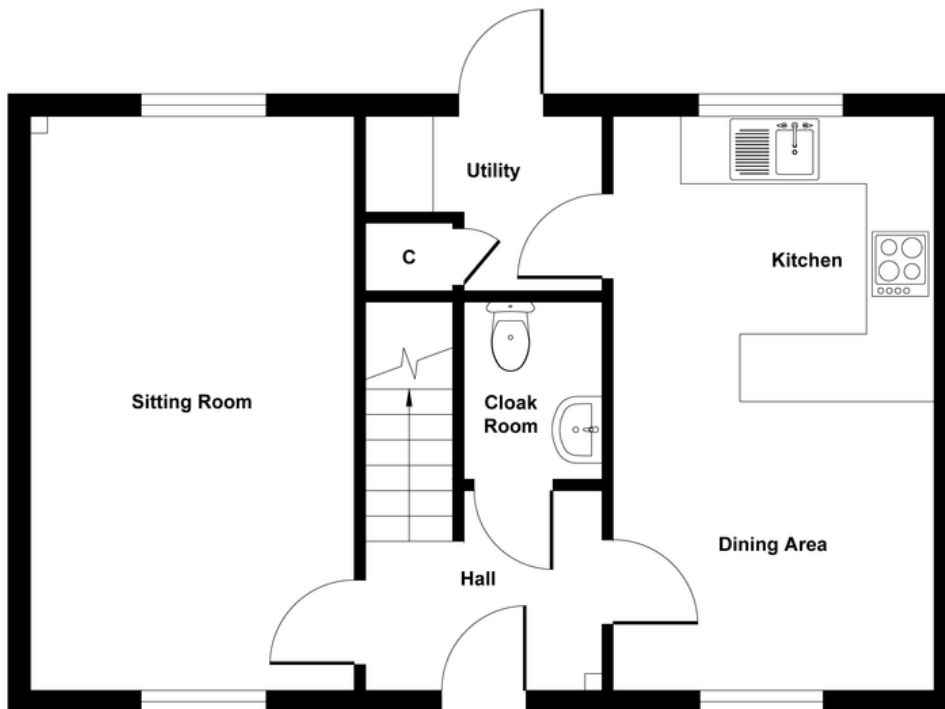 Utility
C
Kitchen
Sitting Room
Cloak
Room
Dining Area
Hall